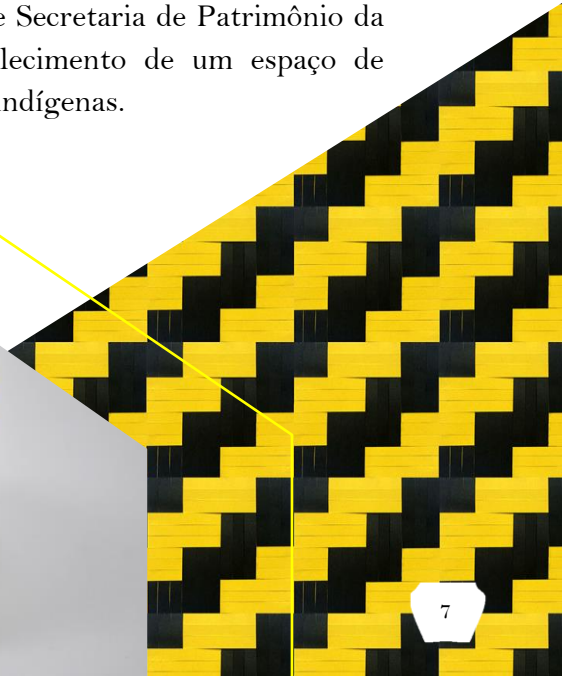 e Secretaria de Patrimônio da
lecimento de um espaço de
ndígenas.
7